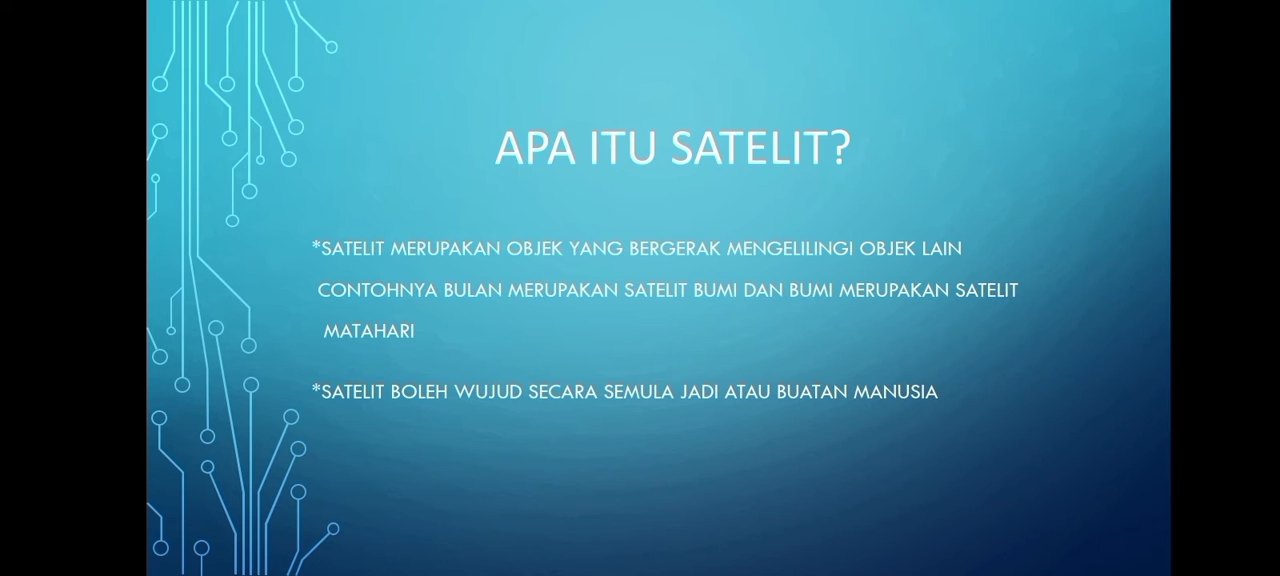 APA ITU SATELIT?
*SATELIT MERUPAKAN OBJEK YANG BERGERAK MENGELILINGI OBJEK LAIN
CONTOHNYA BULAN MERUPAKAN SATELIT BUMI DAN BUMI MERUPAKAN SATELIT
MATAHARI
*SATELIT BOLEH WUJUD SECARA SEMULA JADI ATAU BUATAN MANUSIA